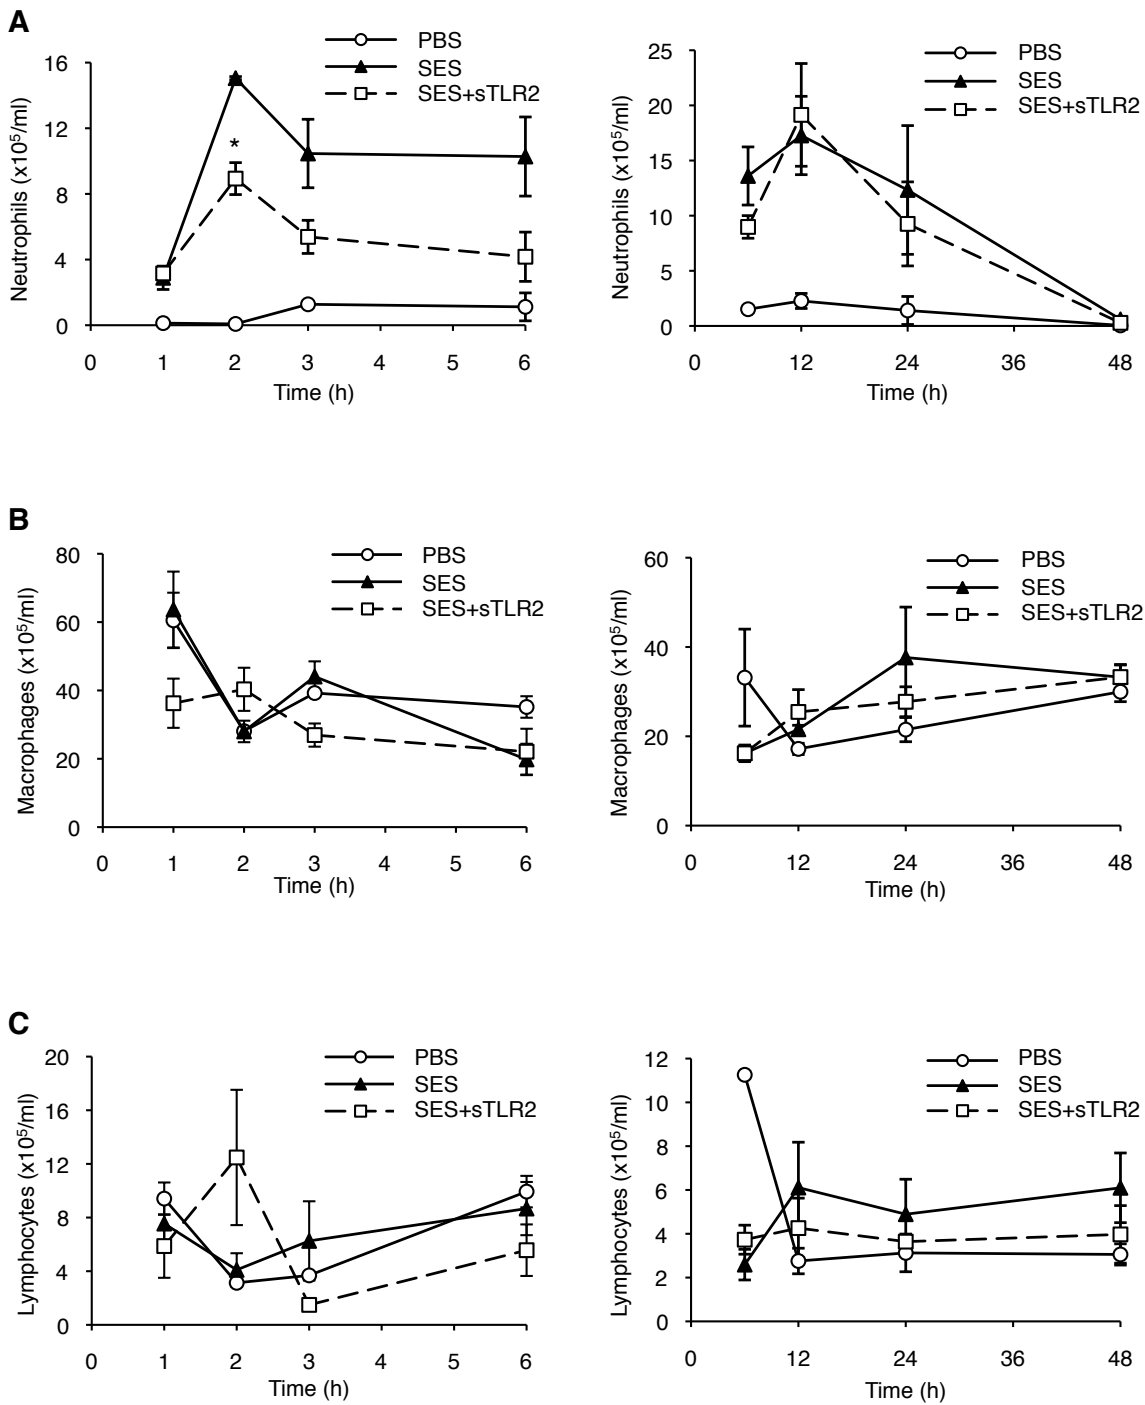 A
PBS
SES
SES+sTLR2
16
12
8
4
0
*
Neutrophils (x10⁵/ml)
0 1 2 3 4 5 6
Time (h)
PBS
SES
SES+sTLR2
25
20
15
10
5
0
Neutrophils (x10⁵/ml)
0 12 24 36 48
Time (h)
B
PBS
SES
SES+sTLR2
80
60
40
20
0
Macrophages (x10⁵/ml)
0 1 2 3 4 5 6
Time (h)
PBS
SES
SES+sTLR2
60
40
20
0
Macrophages (x10⁵/ml)
0 12 24 36 48
Time (h)
C
PBS
SES
SES+sTLR2
20
16
12
8
4
0
Lymphocytes (x10⁵/ml)
0 1 2 3 4 5 6
Time (h)
PBS
SES
SES+sTLR2
12
10
8
6
4
2
0
Lymphocytes (x10⁵/ml)
0 12 24 36 48
Time (h)